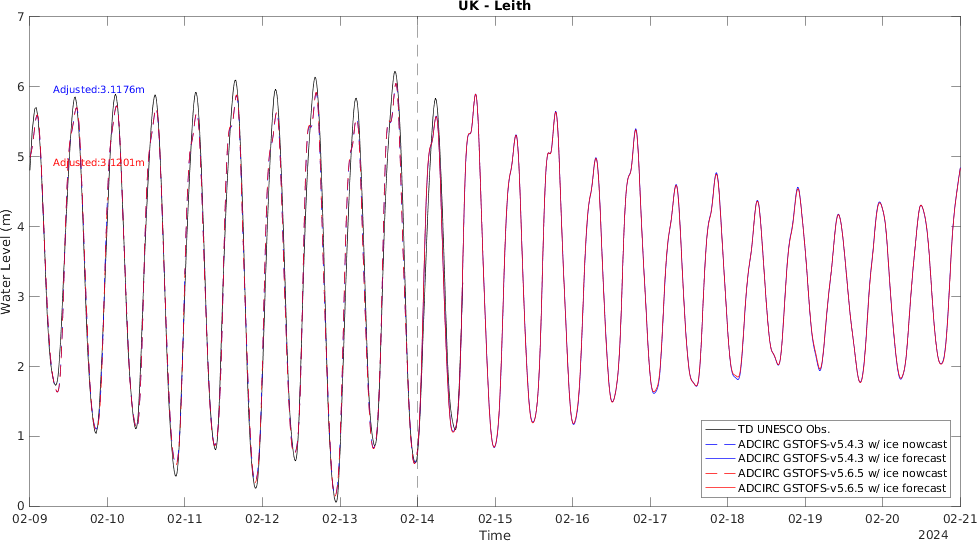 UK - Leith
7
6
5
4
3
2
1
0
Water Level (m)
Adjusted:3.1176m
Adjusted:3.1201m
TD UNESCO Obs.
ADCIRC GSTOFS-v5.4.3 w/ ice nowcast
ADCIRC GSTOFS-v5.4.3 w/ ice forecast
ADCIRC GSTOFS-v5.6.5 w/ ice nowcast
ADCIRC GSTOFS-v5.6.5 w/ ice forecast
02-09 02-10 02-11 02-12 02-13 02-14 02-15 02-16 02-17 02-18 02-19 02-20 02-21
Time
2024